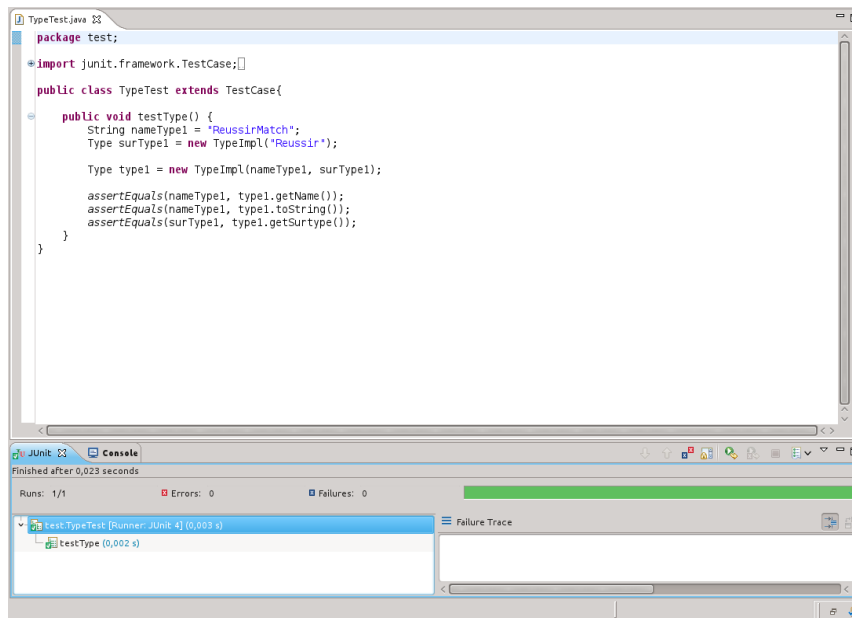 TypeTest.java
package test;
import junit.framework.TestCase;
public class TypeTest extends TestCase{
public void testType() {
String nameType1 = "ReussirMatch";
Type surType1 = new TypeImpl("Reussir");
Type type1 = new TypeImpl(nameType1, surType1);
assertEquals(nameType1, type1.getName());
assertEquals(nameType1, type1.toString());
assertEquals(surType1, type1.getSurtype());
}
}
JUnit Console
Finished after 0,023 seconds
Runs: 1/1 Errors: 0 Failures: 0
test.TypeTest [Runner: JUnit 4] (0,003 s) Failure Trace
testType (0,002 s)